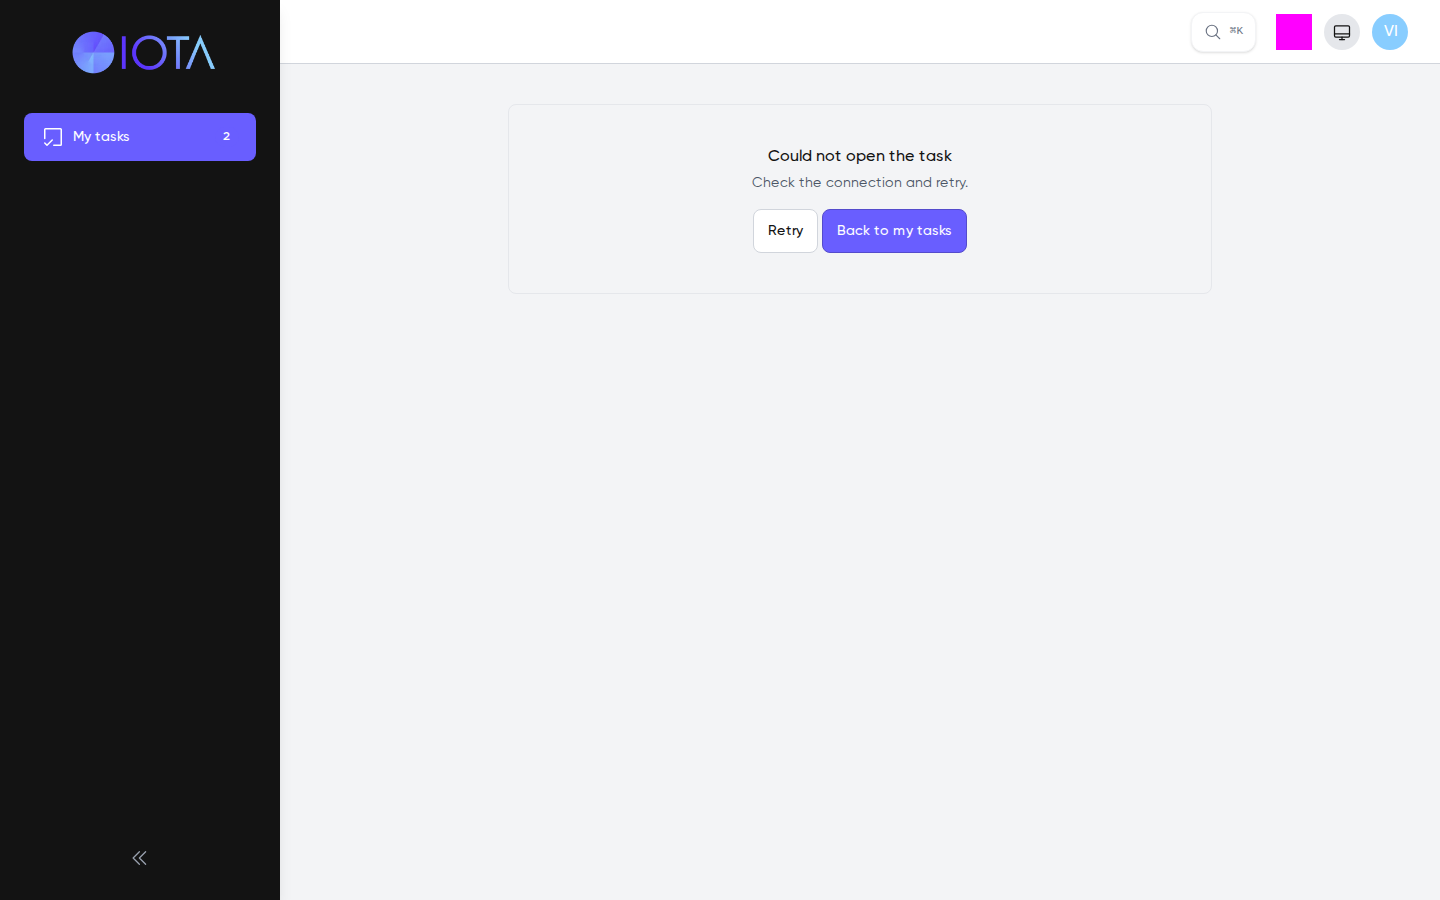 IOTA
⌘K
VI
My tasks
2
Could not open the task
Check the connection and retry.
Retry
Back to my tasks